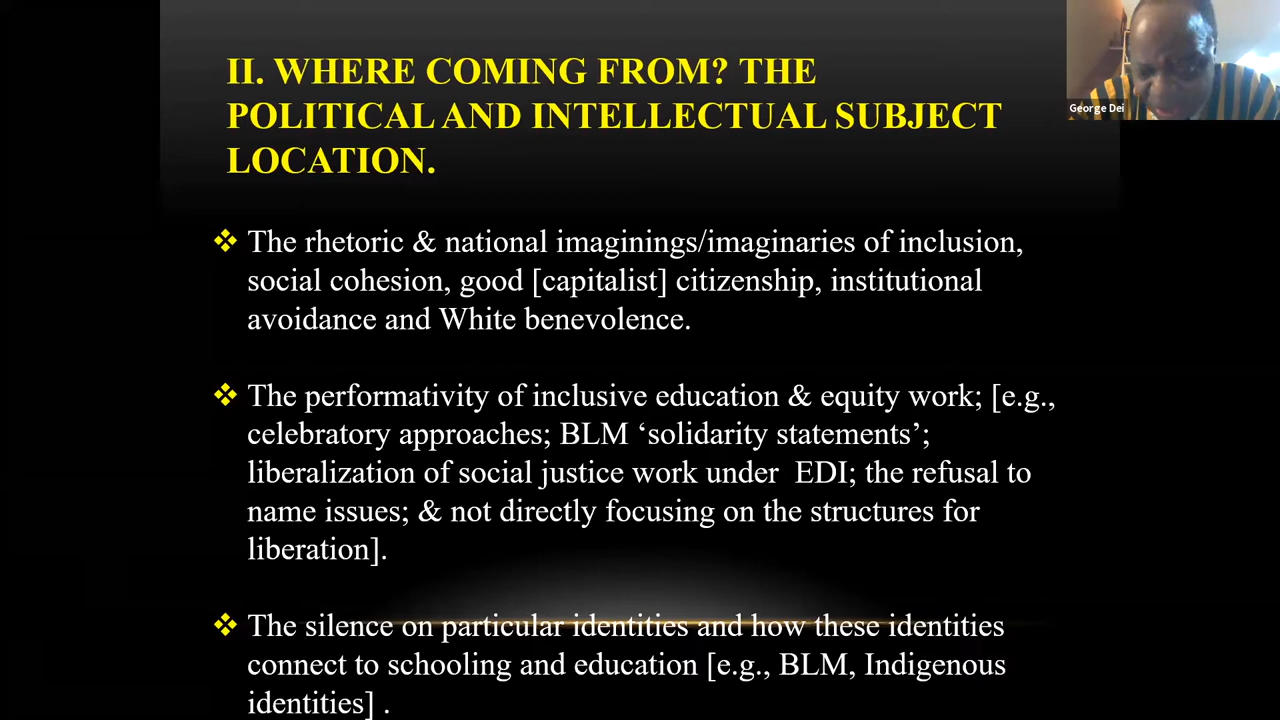 II. WHERE COMING FROM? THE
POLITICAL AND INTELLECTUAL SUBJECT
LOCATION.
George Dei
The rhetoric & national imaginings/imaginaries of inclusion,
social cohesion, good [capitalist] citizenship, institutional
avoidance and White benevolence.
The performativity of inclusive education & equity work; [e.g.,
celebratory approaches; BLM ‘solidarity statements’;
liberalization of social justice work under  EDI; the refusal to
name issues; & not directly focusing on the structures for
liberation].
The silence on particular identities and how these identities
connect to schooling and education [e.g., BLM, Indigenous
identities] .